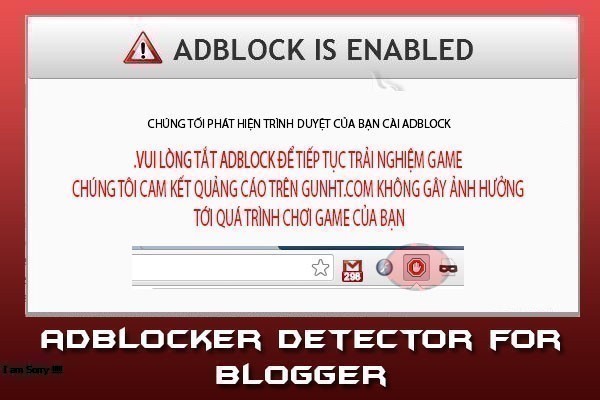 ADBLOCK IS ENABLED
CHÚNG TỐI PHÁT HIỆN TRÌNH DUYỆT CỦA BẠN CÀI ADBLOCK
.VUI LÒNG TẮT ADBLOCK ĐỂ TIẾP TỤC TRẢI NGHIỆM GAME
CHÚNG TÔI CAM KẾT QUẢNG CÁO TRÊN GUNHT.COM KHÔNG GÂY ẢNH HƯỞNG
TỚI QUÁ TRÌNH CHƠI GAME CỦA BẠN
298
ADBLOCKER DETECTOR FOR
BLOGGER
I am Sorry !!!!